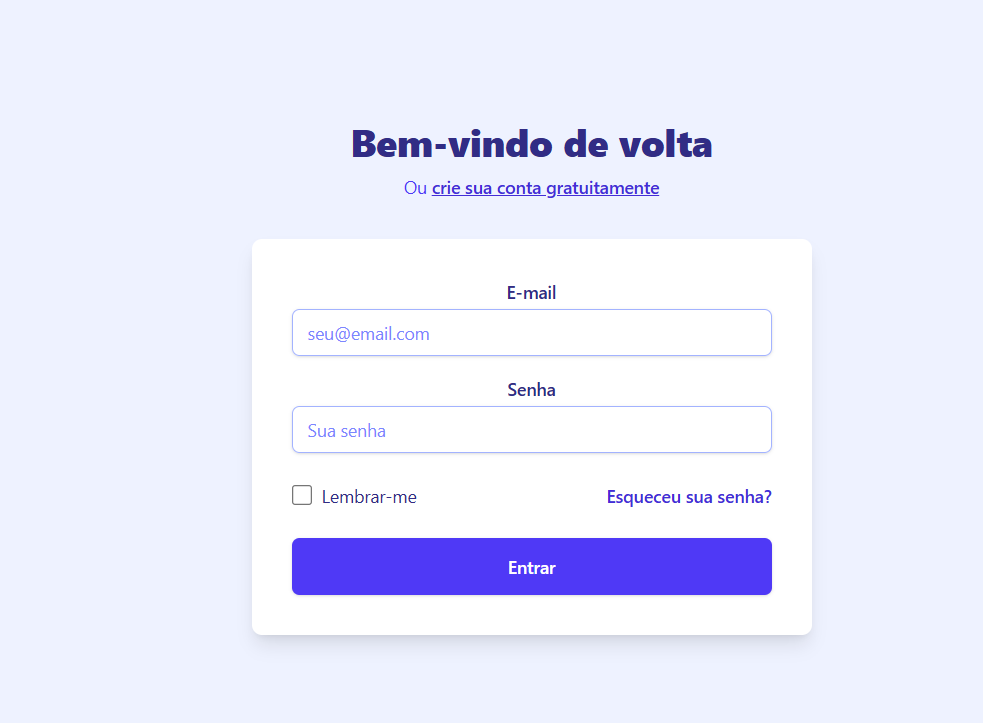 Bem-vindo de volta
Ou crie sua conta gratuitamente
E-mail
seu@email.com
Senha
Sua senha
Lembrar-me Esqueceu sua senha?
Entrar